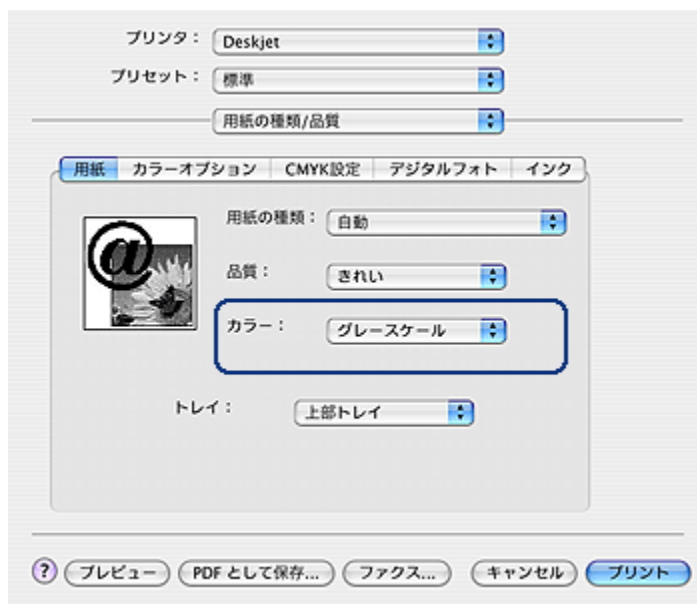 プリンタ： Deskjet
プリセット： 標準
用紙の種類/品質
用紙 カラーオプション CMYK設定 デジタルフォト インク
用紙の種類： 自動
@
品質： きれい
カラー： グレースケール
トレイ： 上部トレイ
? プレビュー PDF として保存... ファクス... キャンセル プリント